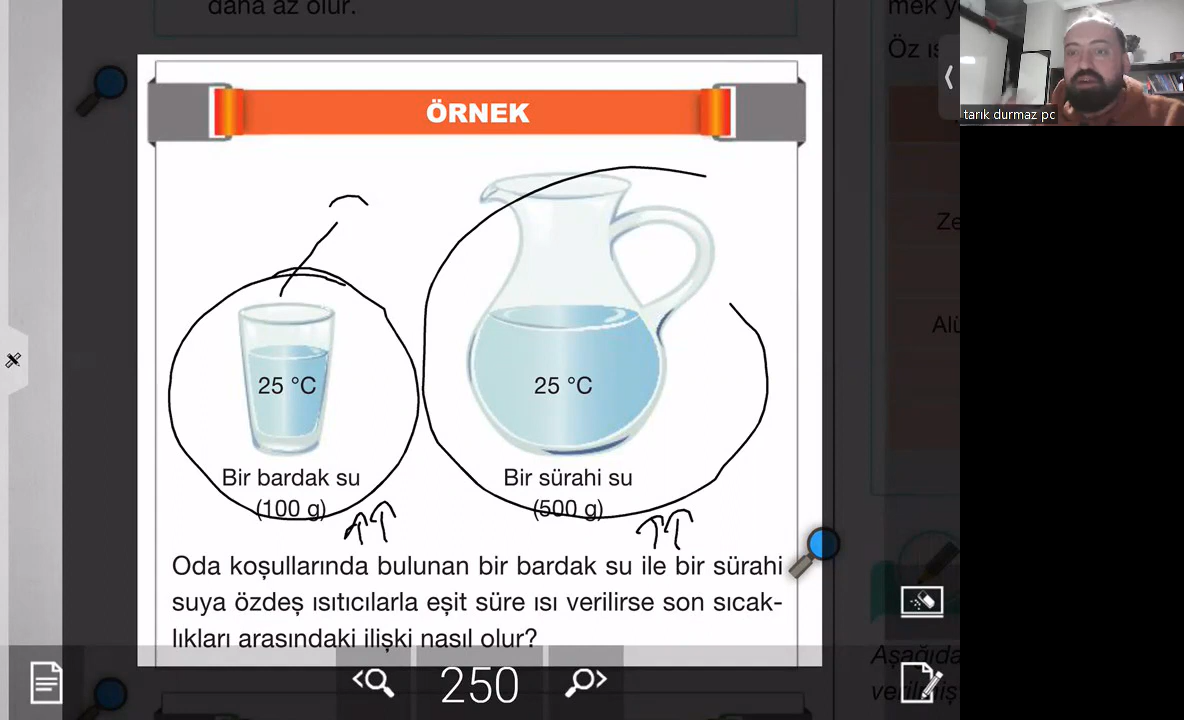 daha az olur.
mek y
Öz ıs
tarık durmaz pc
ÖRNEK
Ze
Alü
25 °C
25 °C
Bir bardak su
(100 g)
Bir sürahi su
(500 g)
Oda koşullarında bulunan bir bardak su ile bir sürahi
suya özdeş ısıtıcılarla eşit süre ısı verilirse son sıcak-
lıkları arasındaki ilişki nasıl olur?
Aşağıda
verilmiş
250